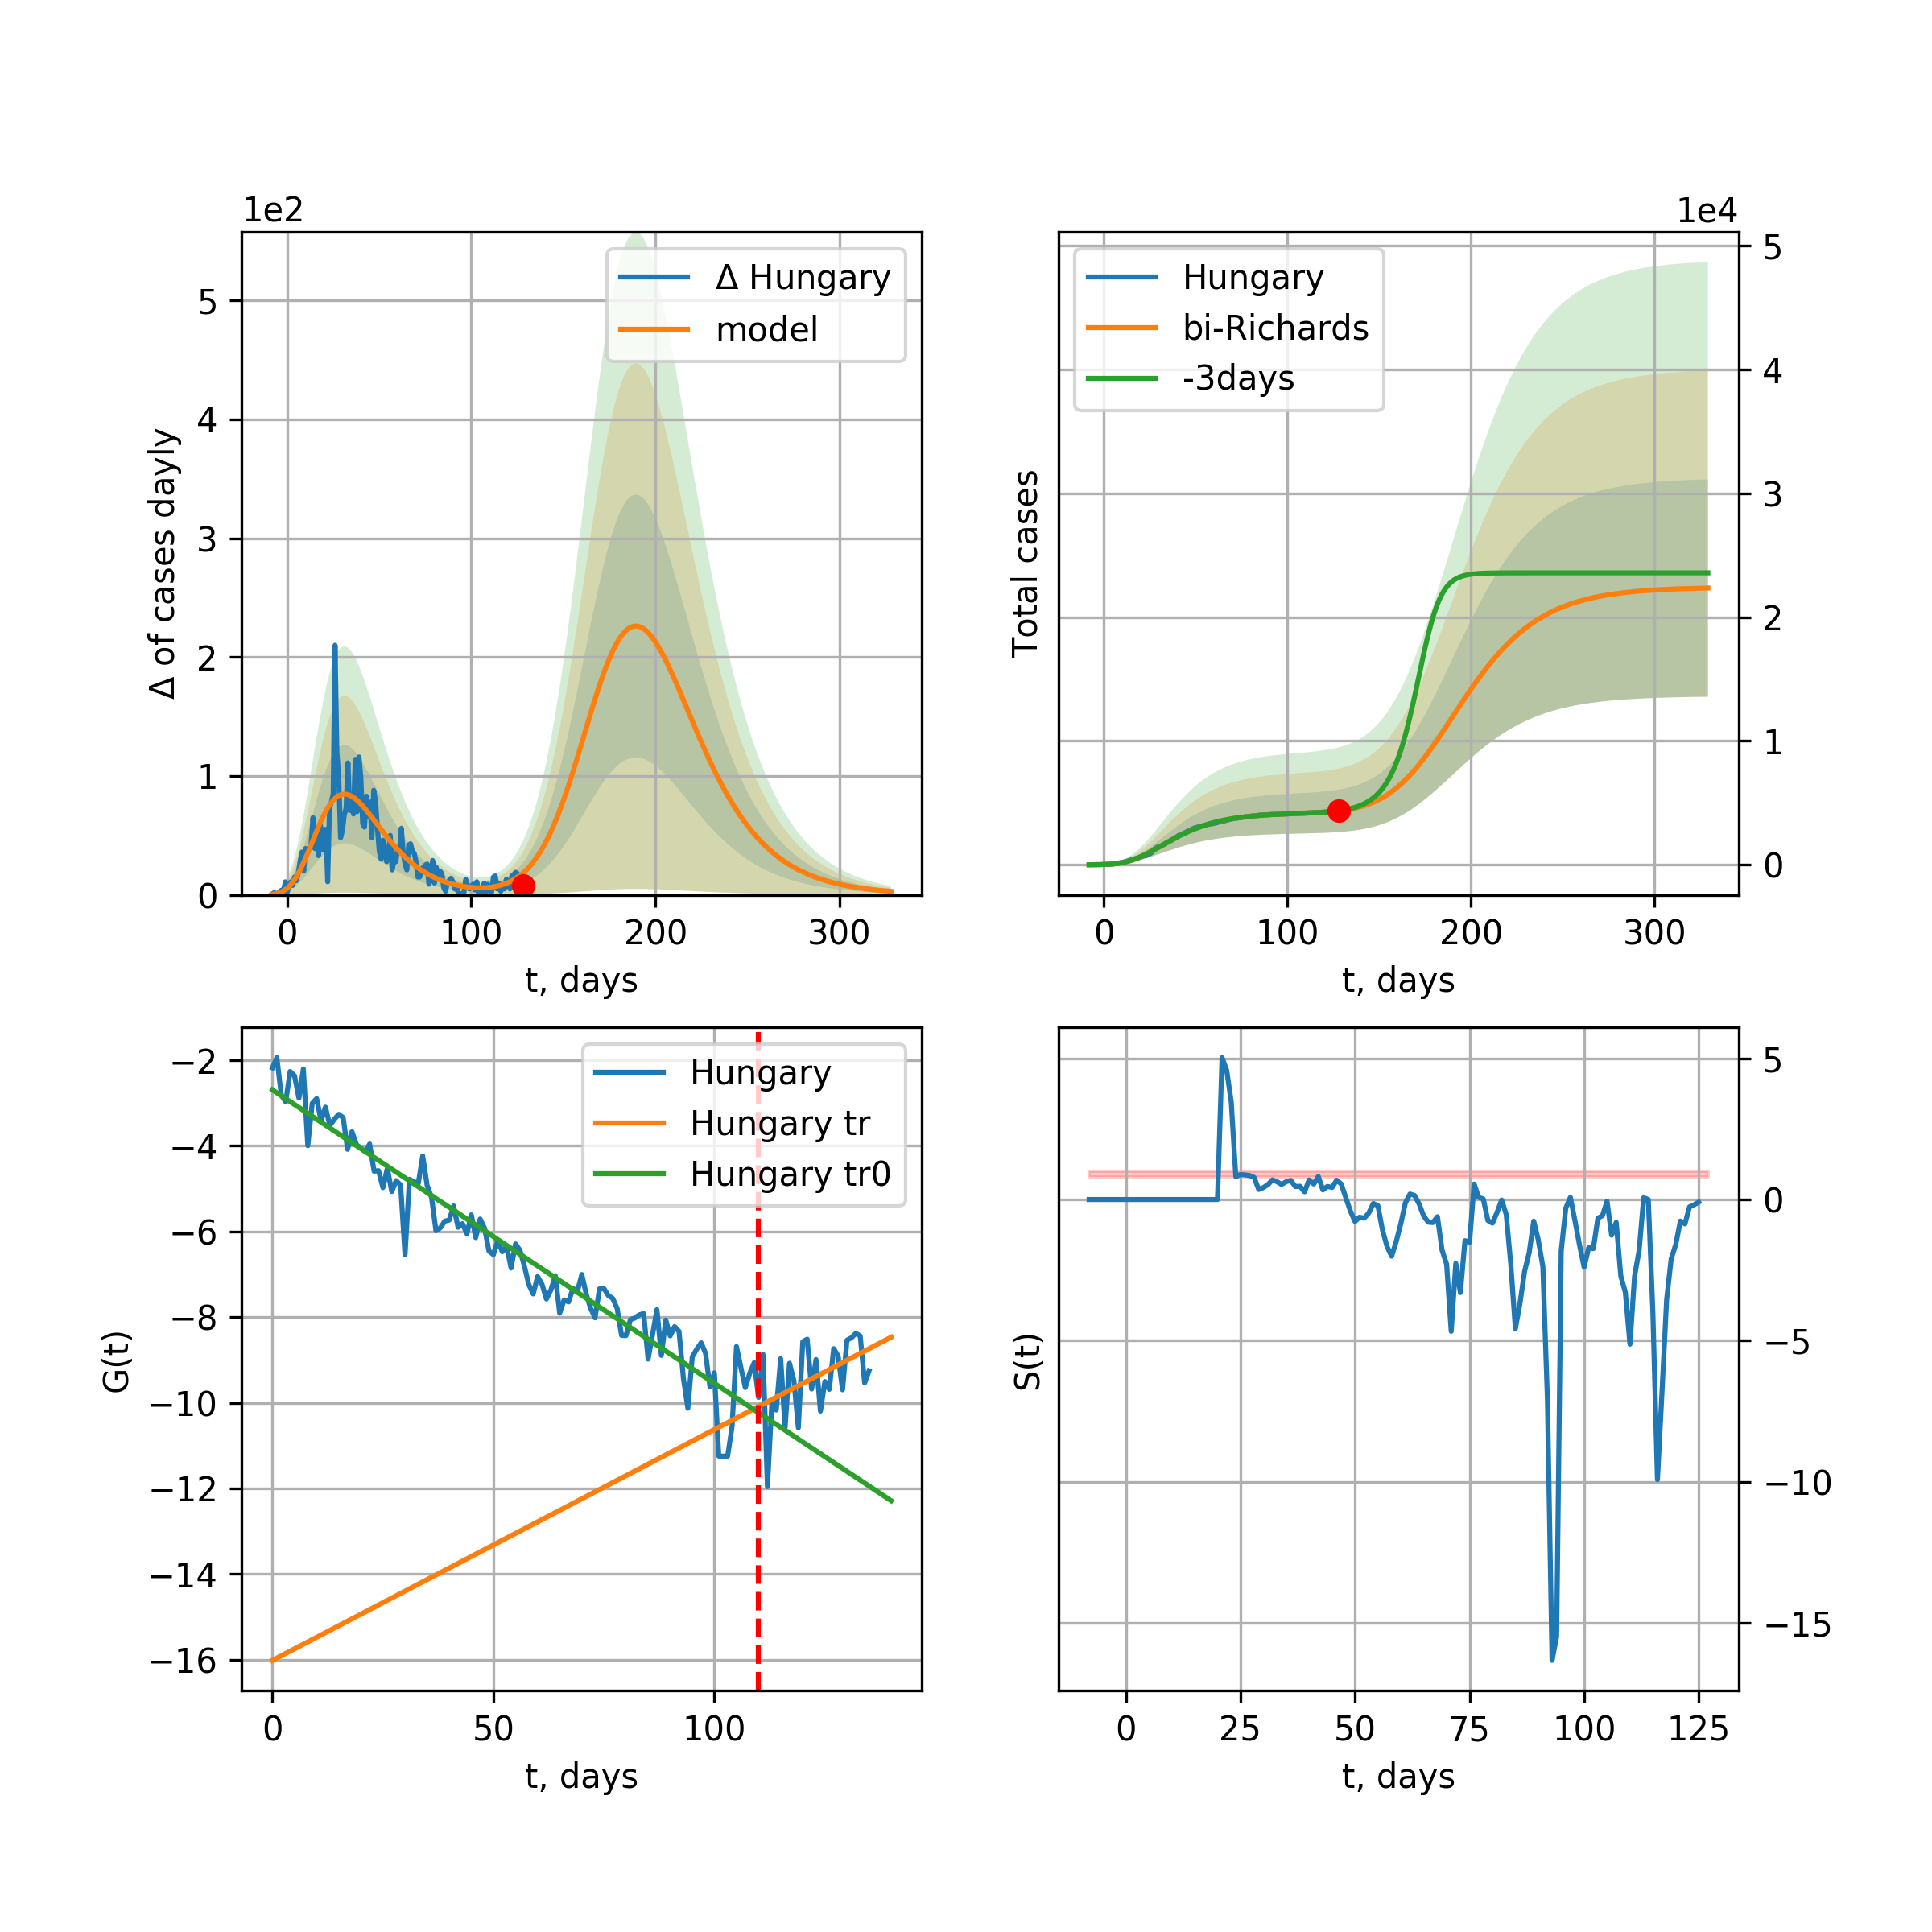 1e2
Δ of cases dayly
5
4
3
2
1
0
0 100 200 300
t, days
Δ Hungary
model
1e4
Total cases
5
4
3
2
1
0
0 100 200 300
t, days
Hungary
bi-Richards
-3days
G(t)
−2
−4
−6
−8
−10
−12
−14
−16
0 50 100
t, days
Hungary
Hungary tr
Hungary tr0
S(t)
5
0
−5
−10
−15
0 25 50 75 100 125
t, days